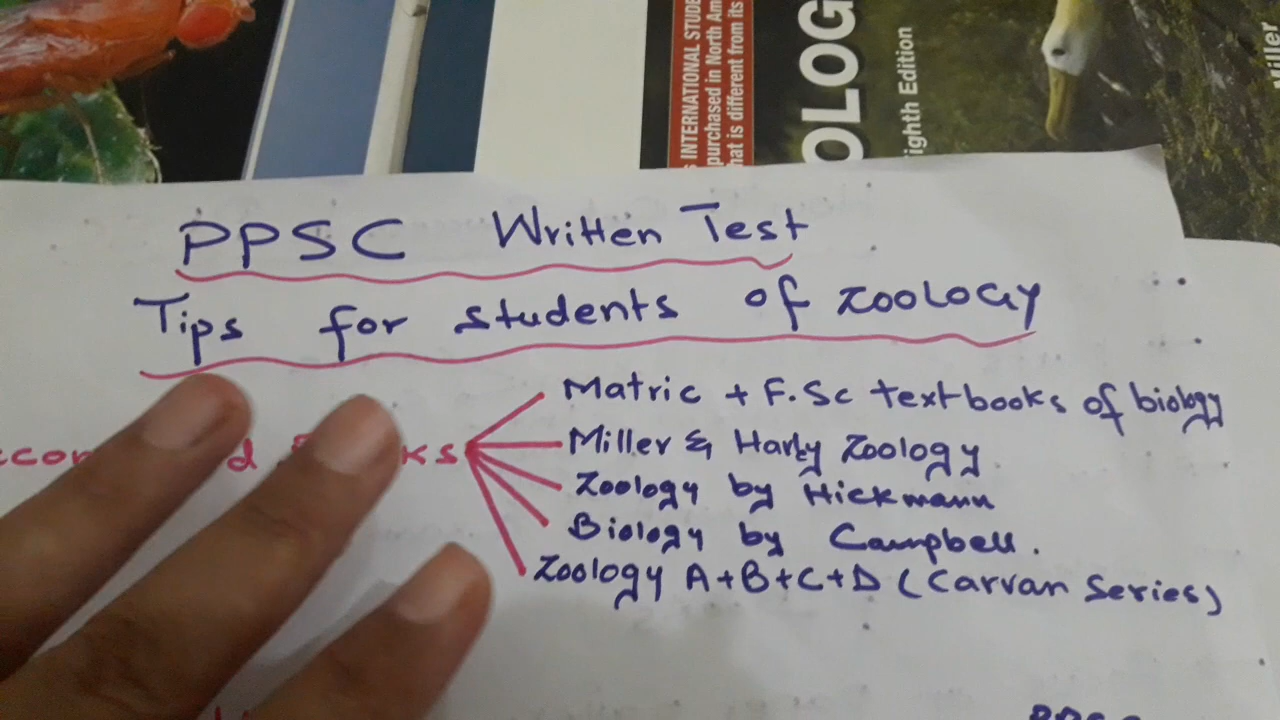 INTERNATIONAL STUDE
purchased in North Am
hat is different from its
OLOG
ighth Edition
iller
PPSC Written Test
Tips for students of zoology
Matric + F.Sc textbooks of biology
Miller & Harly Zoology
Zoology by Hickmann
Biology by Campbell.
Zoology A+B+C+D (Carvan Series)